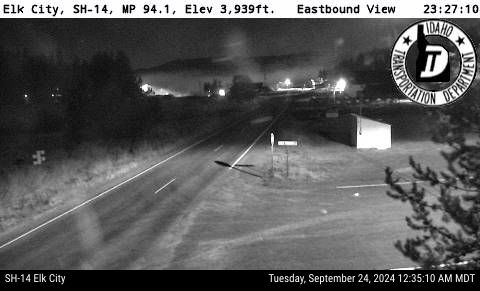 Elk City, SH-14, MP 94.1, Elev 3,939ft. Eastbound View 23:27:10
IDAHO
TRANSPORTATION DEPARTMENT
SH-14 Elk City Tuesday, September 24, 2024 12:35:10 AM MDT